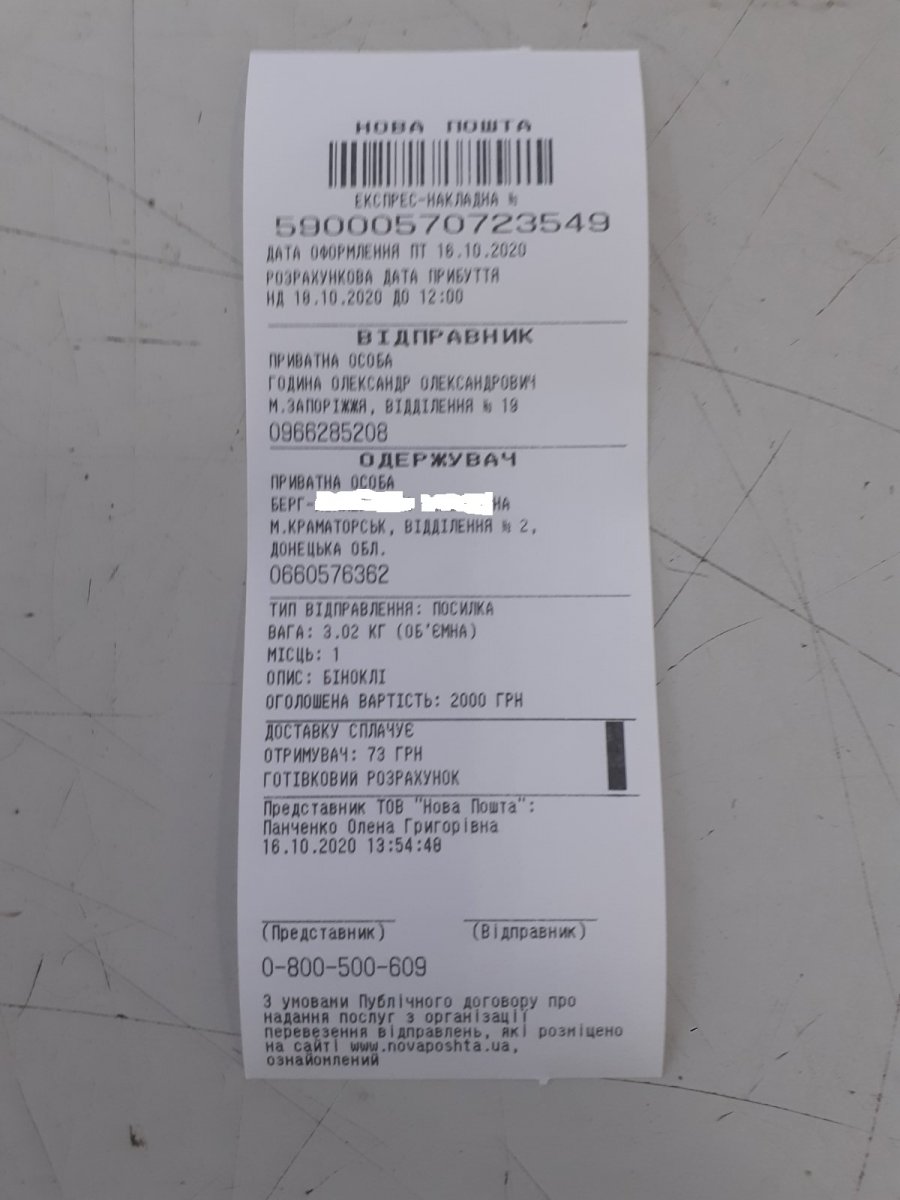 НОВА ПОШТА
ЕКСПРЕС-НАКЛАДНА №
59000570723549
ДАТА ОФОРМЛЕННЯ ПТ 16.10.2020
РОЗРАХУНКОВА ДАТА ПРИБУТТЯ
НД 18.10.2020 ДО 12:00
ВІДПРАВНИК
ПРИВАТНА ОСОБА
ГОДИНА ОЛЕКСАНДР ОЛЕКСАНДРОВИЧ
М.ЗАПОРІЖЖЯ, ВІДДІЛЕННЯ № 19
0966285208
ОДЕРЖУВАЧ
ПРИВАТНА ОСОБА
БЕРГ- НА
М.КРАМАТОРСЬК, ВІДДІЛЕННЯ № 2,
ДОНЕЦЬКА ОБЛ.
0660576362
ТИП ВІДПРАВЛЕННЯ: ПОСИЛКА
ВАГА: 3.02 КГ (ОБ'ЄМНА)
МІСЦЬ: 1
ОПИС: БІНОКЛІ
ОГОЛОШЕНА ВАРТІСТЬ: 2000 ГРН
ДОСТАВКУ СПЛАЧУЄ
ОТРИМУВАЧ: 73 ГРН
ГОТІВКОВИЙ РОЗРАХУНОК
Представник ТОВ "Нова Пошта":
Панченко Олена Григорівна
16.10.2020 13:54:48
(Представник) (Відправник)
0-800-500-609
З умовами Публічного договору про
надання послуг з організації
перевезення відправлень, які розміщено
на сайті www.novaposhta.ua,
ознайомлений